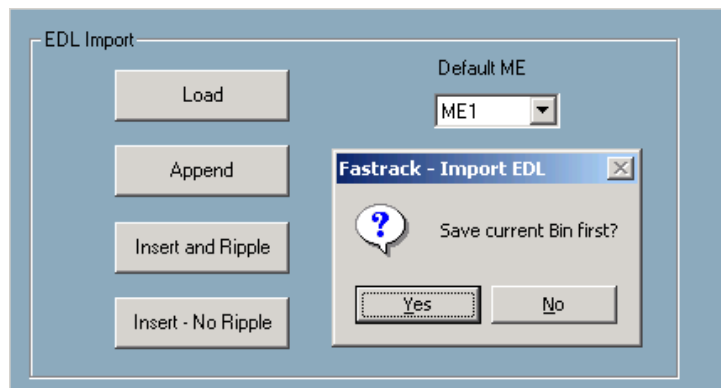 EDL Import
Load
Default ME
ME1
Append
Fastrack - Import EDL
Save current Bin first?
Insert and Ripple
Yes
No
Insert - No Ripple